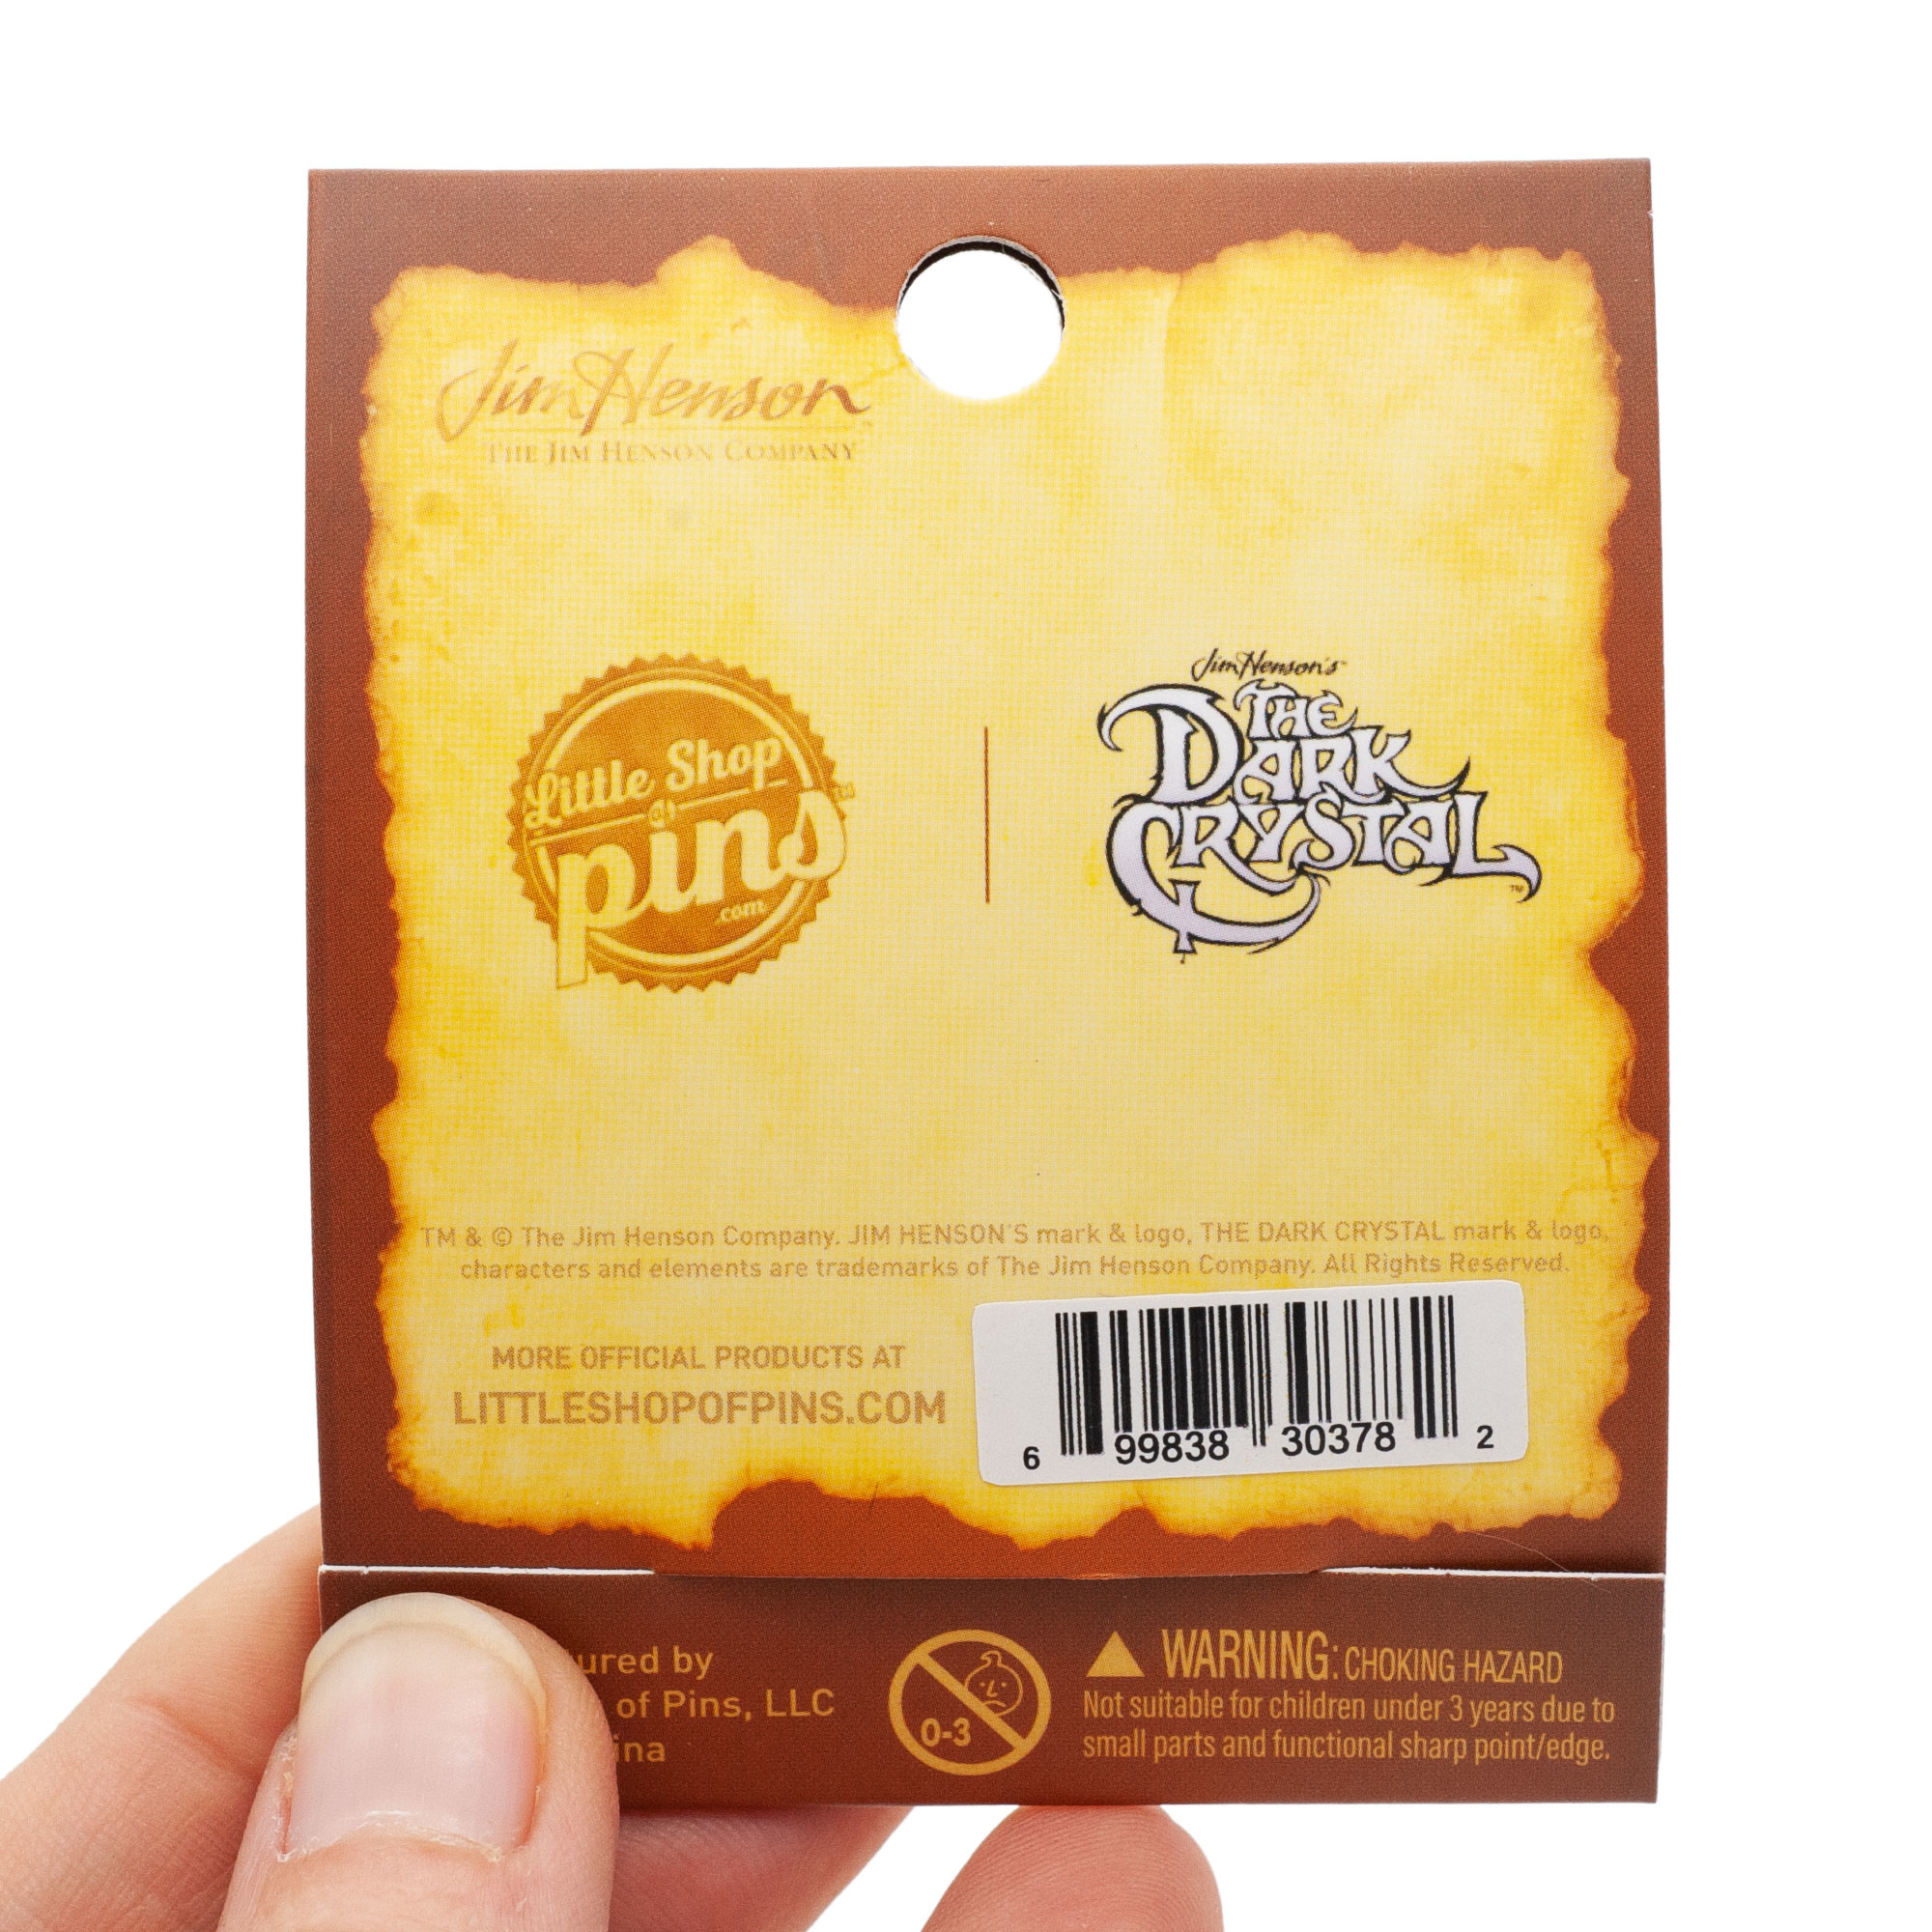 Jim Henson™
THE JIM HENSON COMPANY
Little Shop
of
pins
.com
Jim Henson's™
THE
DARK
CRYSTAL™
TM & © The Jim Henson Company. JIM HENSON'S mark & logo, THE DARK CRYSTAL mark & logo,
characters and elements are trademarks of The Jim Henson Company. All Rights Reserved.
MORE OFFICIAL PRODUCTS AT
LITTLESHOPOFPINS.COM
6 99838 30378 2
ured by
of Pins, LLC
ina
0-3
WARNING: CHOKING HAZARD
Not suitable for children under 3 years due to
small parts and functional sharp point/edge.